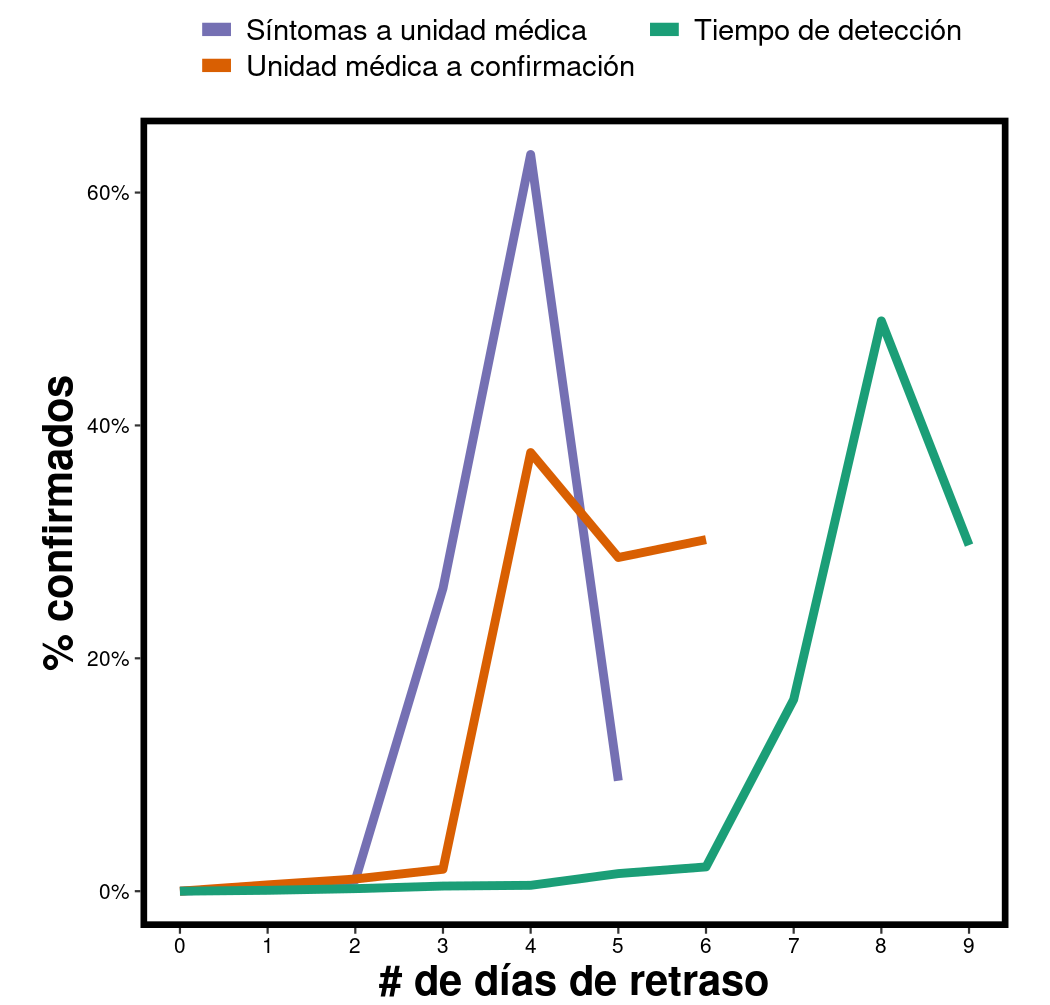 Síntomas a unidad médica
Tiempo de detección
Unidad médica a confirmación
% confirmados
60%
40%
20%
0%
0 1 2 3 4 5 6 7 8 9
# de días de retraso